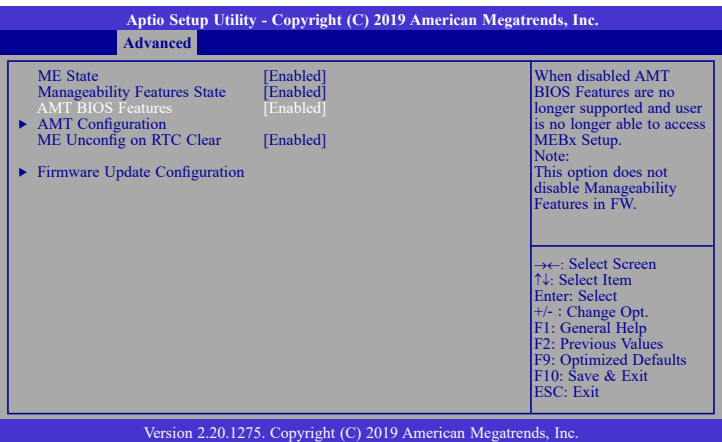 Aptio Setup Utility - Copyright (C) 2019 American Megatrends, Inc.
Advanced
ME State [Enabled]
Manageability Features State [Enabled]
AMT BIOS Features [Enabled]
► AMT Configuration
ME Unconfig on RTC Clear [Enabled]
► Firmware Update Configuration
When disabled AMT
BIOS Features are no
longer supported and user
is no longer able to access
MEBx Setup.
Note:
This option does not
disable Manageability
Features in FW.
→←: Select Screen
↑↓: Select Item
Enter: Select
+/- : Change Opt.
F1: General Help
F2: Previous Values
F9: Optimized Defaults
F10: Save & Exit
ESC: Exit
Version 2.20.1275. Copyright (C) 2019 American Megatrends, Inc.